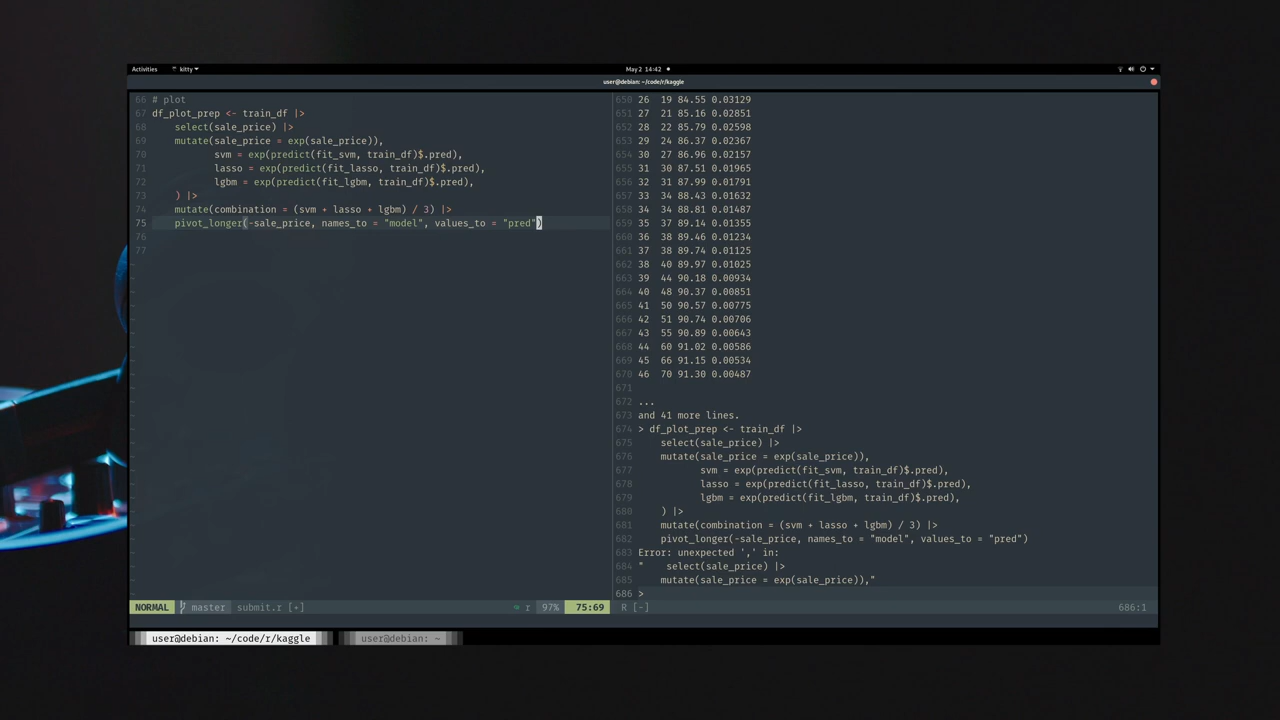 Activities kitty May 2 14:42
user@debian: ~/code/r/kaggle
66 # plot
67 df_plot_prep <- train_df |>
68 select(sale_price) |>
69 mutate(sale_price = exp(sale_price)),
70 svm = exp(predict(fit_svm, train_df)$.pred),
71 lasso = exp(predict(fit_lasso, train_df)$.pred),
72 lgbm = exp(predict(fit_lgbm, train_df)$.pred),
73 ) |>
74 mutate(combination = (svm + lasso + lgbm) / 3) |>
75 pivot_longer(-sale_price, names_to = "model", values_to = "pred")
76
77
650 26 19 84.55 0.03129
651 27 21 85.16 0.02851
652 28 22 85.79 0.02598
653 29 24 86.37 0.02367
654 30 27 86.96 0.02157
655 31 30 87.51 0.01965
656 32 31 87.99 0.01791
657 33 34 88.43 0.01632
658 34 34 88.81 0.01487
659 35 37 89.14 0.01355
660 36 38 89.46 0.01234
661 37 38 89.74 0.01125
662 38 40 89.97 0.01025
663 39 44 90.18 0.00934
664 40 48 90.37 0.00851
665 41 50 90.57 0.00775
666 42 51 90.74 0.00706
667 43 55 90.89 0.00643
668 44 60 91.02 0.00586
669 45 66 91.15 0.00534
670 46 70 91.30 0.00487
671
672 ...
673 and 41 more lines.
674 > df_plot_prep <- train_df |>
675 select(sale_price) |>
676 mutate(sale_price = exp(sale_price)),
677 svm = exp(predict(fit_svm, train_df)$.pred),
678 lasso = exp(predict(fit_lasso, train_df)$.pred),
679 lgbm = exp(predict(fit_lgbm, train_df)$.pred),
680 ) |>
681 mutate(combination = (svm + lasso + lgbm) / 3) |>
682 pivot_longer(-sale_price, names_to = "model", values_to = "pred")
683 Error: unexpected ',' in:
684 " select(sale_price) |>
685 mutate(sale_price = exp(sale_price)),"
686 >
NORMAL master submit.r [+] r 97% 75:69 R [-] 686:1
user@debian: ~/code/r/kaggle user@debian: ~